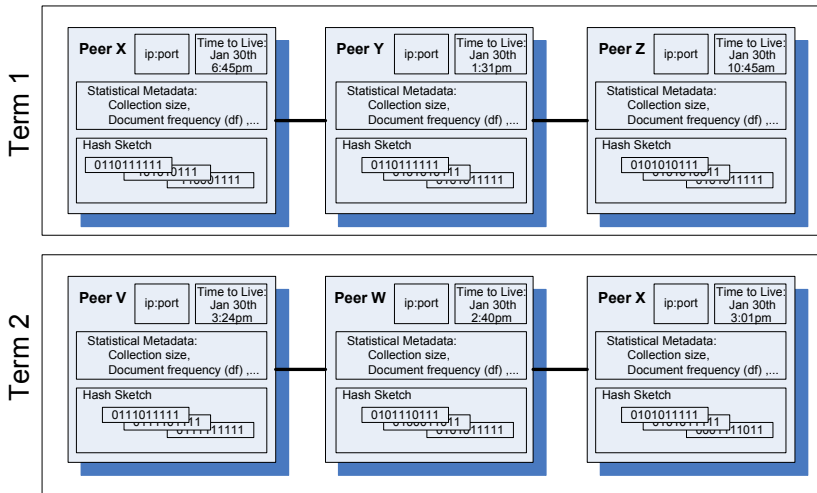 Term 1
Peer X
ip:port
Time to Live:
Jan 30th
6:45pm
Statistical Metadata:
Collection size,
Document frequency (df) ,...
Hash Sketch
0110111111
Peer Y
ip:port
Time to Live:
Jan 30th
1:31pm
Statistical Metadata:
Collection size,
Document frequency (df) ,...
Hash Sketch
0110111111
0101011111
Peer Z
ip:port
Time to Live:
Jan 30th
10:45am
Statistical Metadata:
Collection size,
Document frequency (df) ,...
Hash Sketch
0101010111
Term 2
Peer V
ip:port
Time to Live:
Jan 30th
3:24pm
Statistical Metadata:
Collection size,
Document frequency (df) ,...
Hash Sketch
0111011111
Peer W
ip:port
Time to Live:
Jan 30th
2:40pm
Statistical Metadata:
Collection size,
Document frequency (df) ,...
Hash Sketch
0101110111
0101011111
Peer X
ip:port
Time to Live:
Jan 30th
3:01pm
Statistical Metadata:
Collection size,
Document frequency (df) ,...
Hash Sketch
0101011111